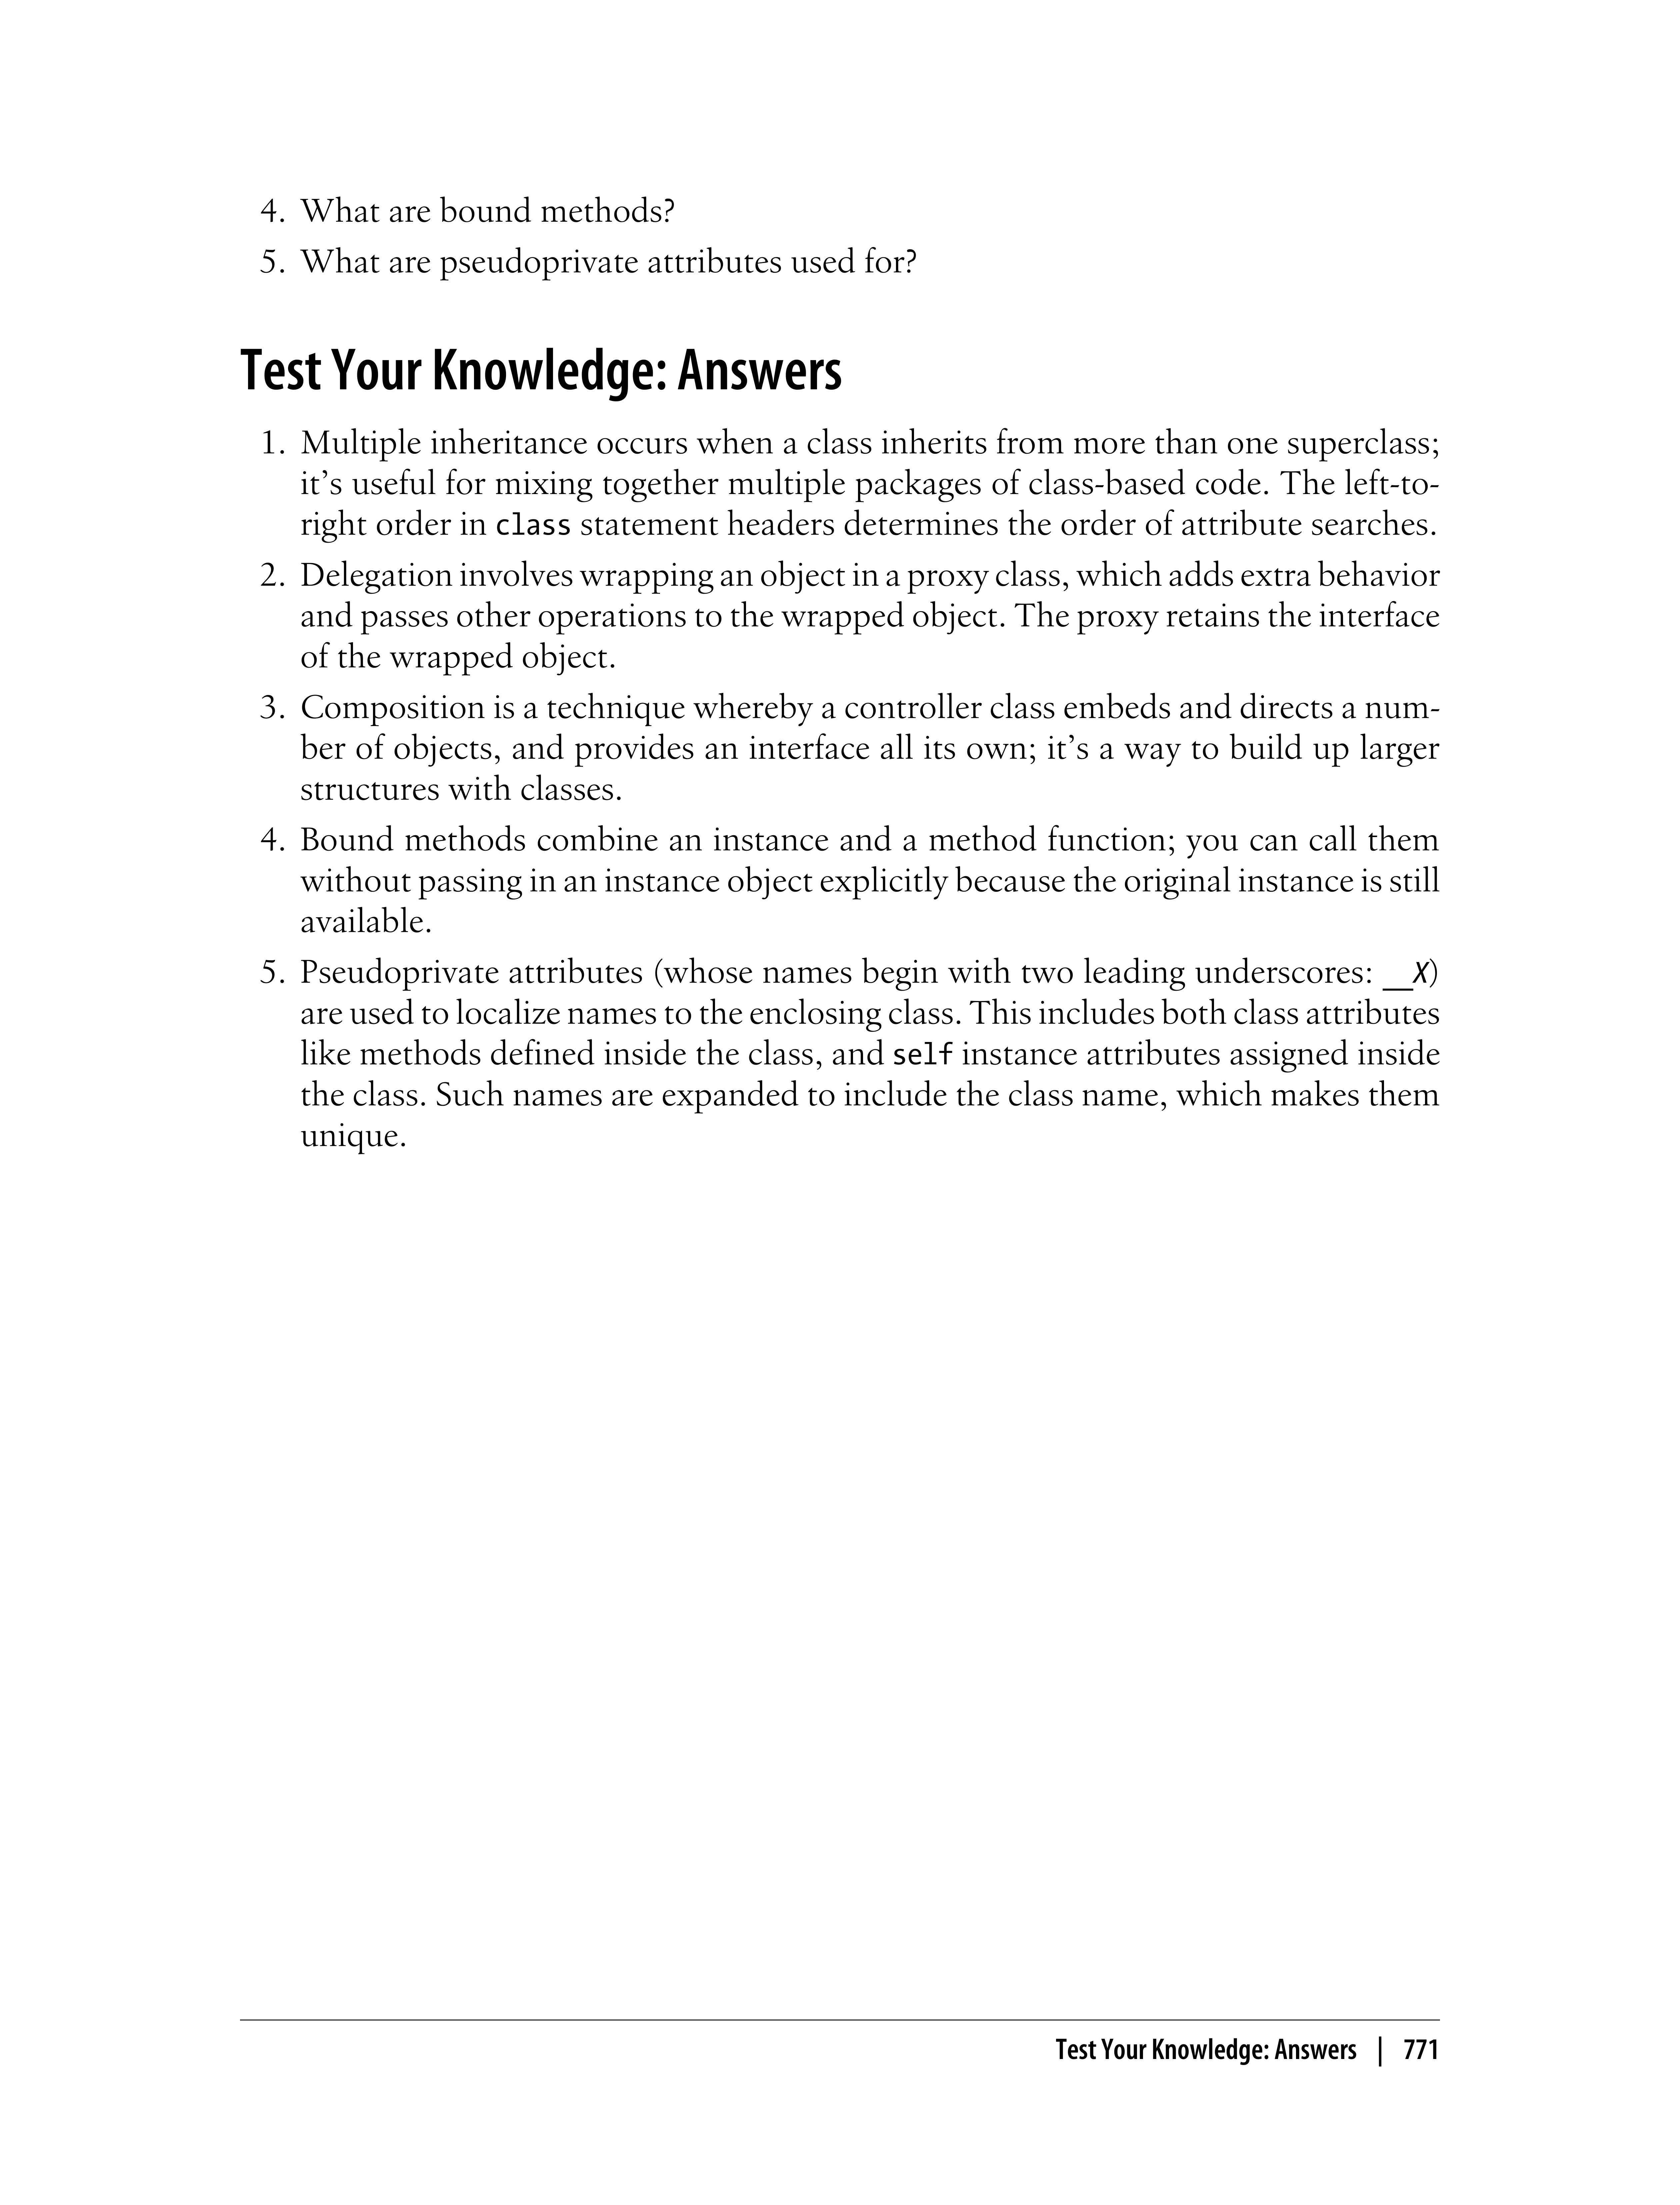 4. What are bound methods?
5. What are pseudoprivate attributes used for?
Test Your Knowledge: Answers
1. Multiple inheritance occurs when a class inherits from more than one superclass;
it’s useful for mixing together multiple packages of class-based code. The left-to-
right order in class statement headers determines the order of attribute searches.
2. Delegation involves wrapping an object in a proxy class, which adds extra behavior
and passes other operations to the wrapped object. The proxy retains the interface
of the wrapped object.
3. Composition is a technique whereby a controller class embeds and directs a num-
ber of objects, and provides an interface all its own; it’s a way to build up larger
structures with classes.
4. Bound methods combine an instance and a method function; you can call them
without passing in an instance object explicitly because the original instance is still
available.
5. Pseudoprivate attributes (whose names begin with two leading underscores: __X)
are used to localize names to the enclosing class. This includes both class attributes
like methods defined inside the class, and self instance attributes assigned inside
the class. Such names are expanded to include the class name, which makes them
unique.
Test Your Knowledge: Answers | 771